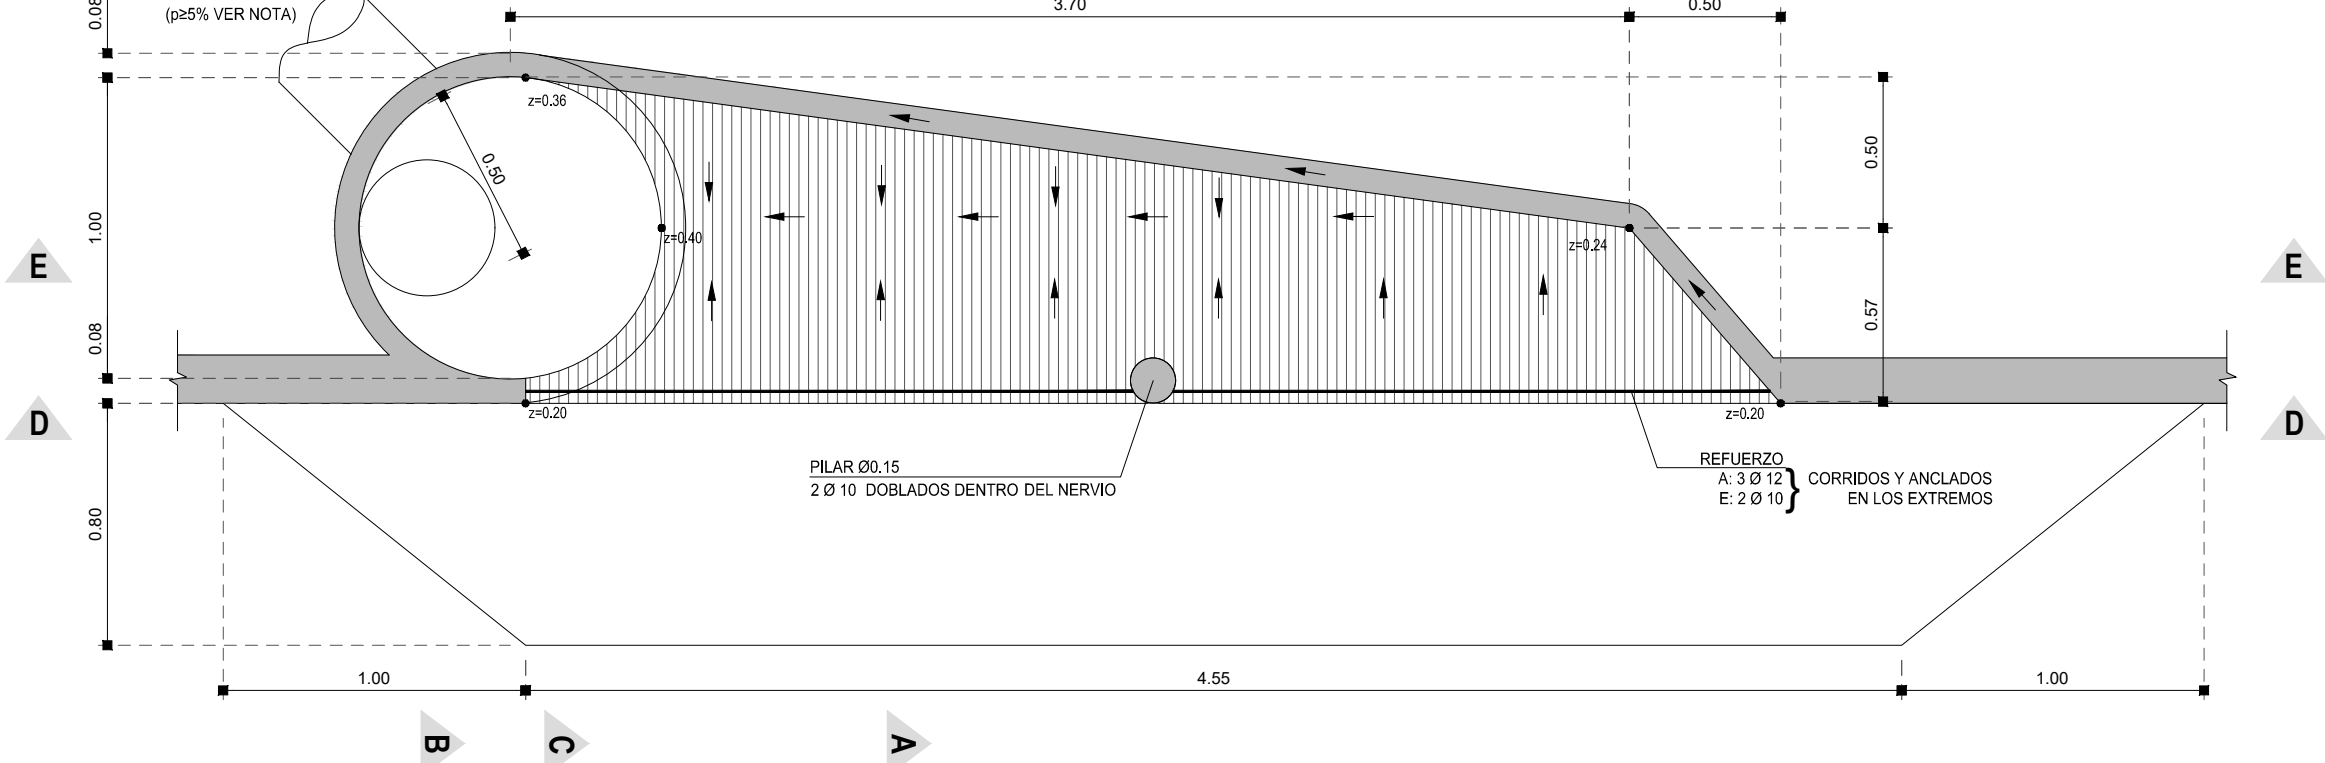 0.08
(p≥5% VER NOTA)
3.70
0.50
z=0.36
0.50
0.50
1.00
z=0.40
z=0.24
E
E
0.57
0.08
D
z=0.20
z=0.20
D
PILAR Ø0.15
2 Ø 10 DOBLADOS DENTRO DEL NERVIO
REFUERZO
A: 3 Ø 12
E: 2 Ø 10
CORRIDOS Y ANCLADOS
EN LOS EXTREMOS
0.80
1.00
4.55
1.00
B
C
A